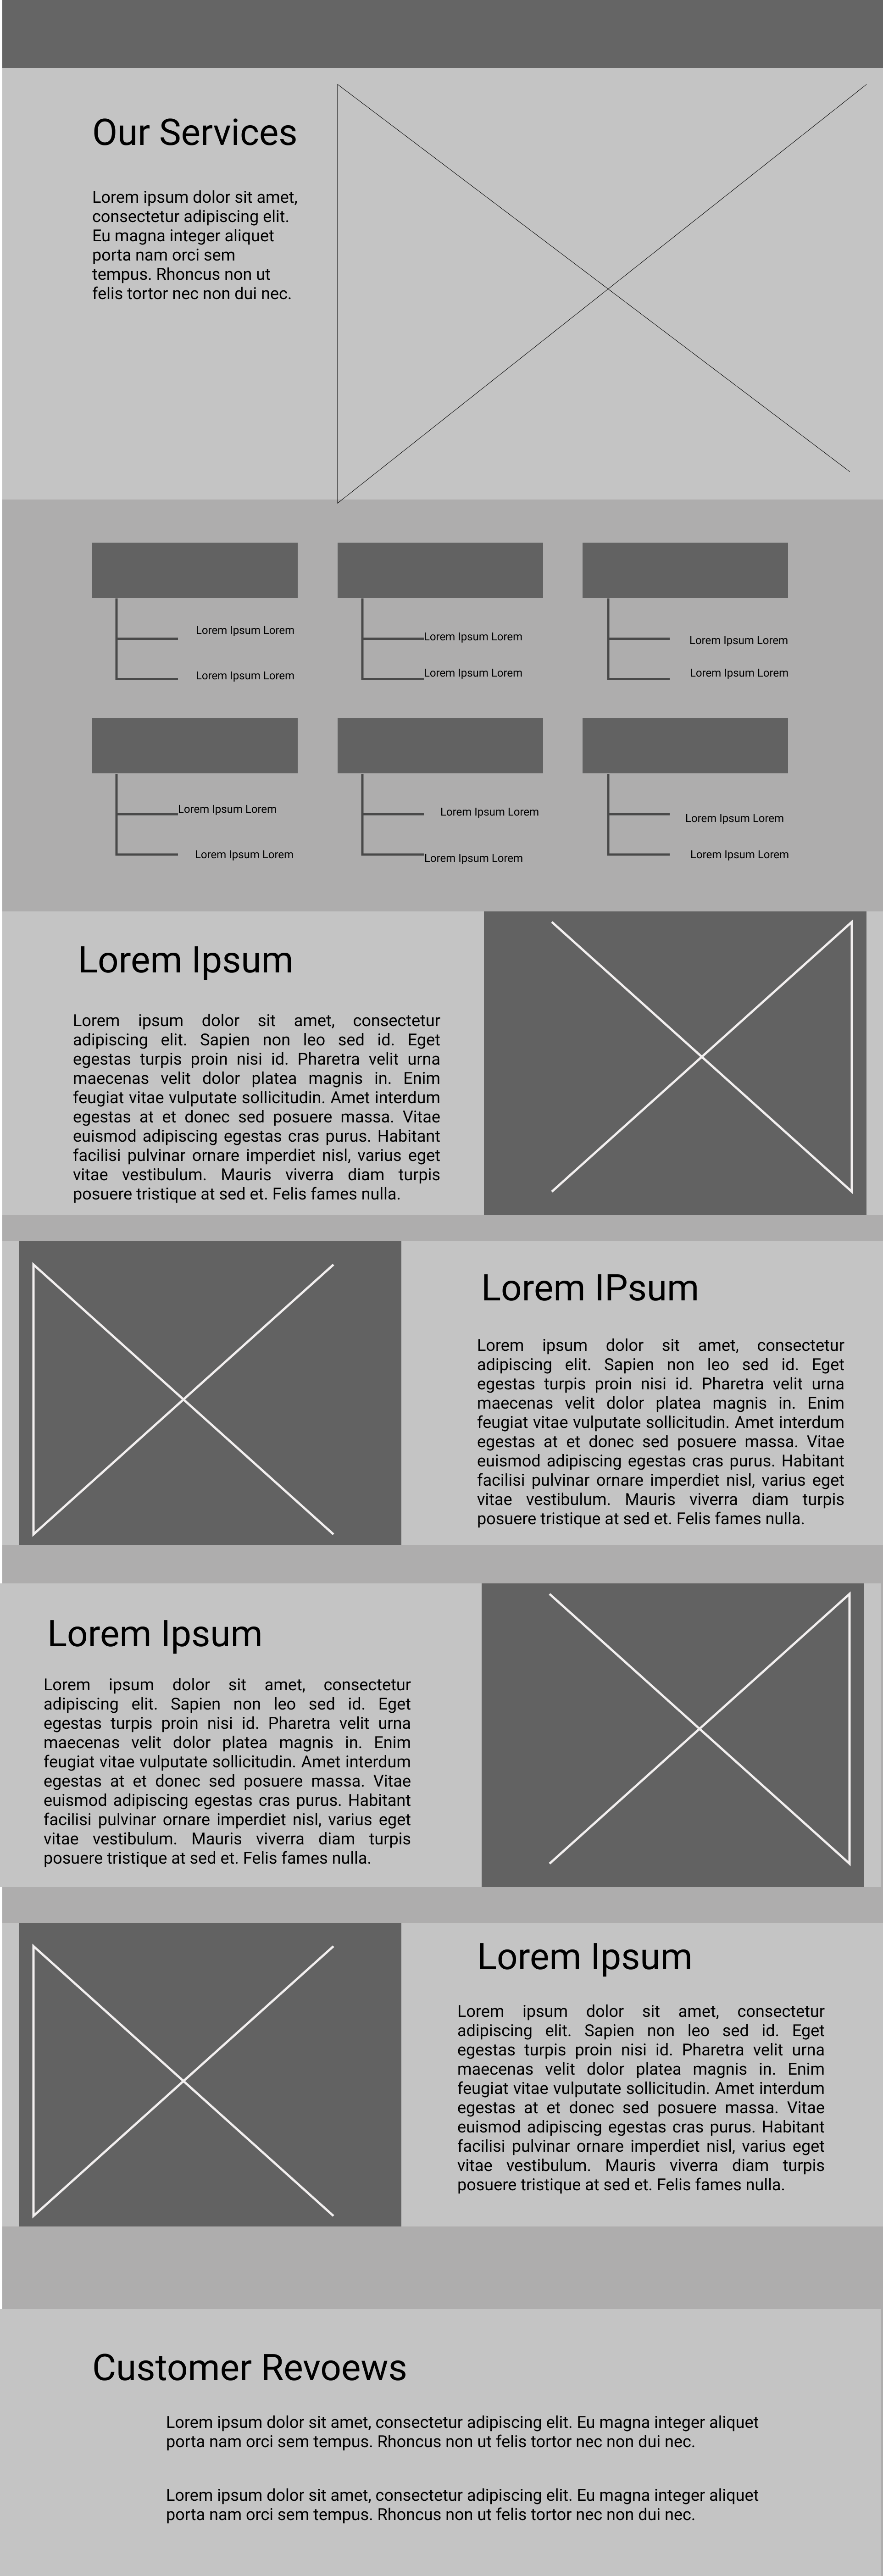 Our Services
Lorem ipsum dolor sit amet,
consectetur adipiscing elit.
Eu magna integer aliquet
porta nam orci sem
tempus. Rhoncus non ut
felis tortor nec non dui nec.
Lorem Ipsum Lorem
Lorem Ipsum Lorem
Lorem Ipsum Lorem
Lorem Ipsum Lorem
Lorem Ipsum Lorem
Lorem Ipsum Lorem
Lorem Ipsum Lorem
Lorem Ipsum Lorem
Lorem Ipsum Lorem
Lorem Ipsum Lorem
Lorem Ipsum Lorem
Lorem Ipsum Lorem
Lorem Ipsum
Lorem ipsum dolor sit amet, consectetur
adipiscing elit. Sapien non leo sed id. Eget
egestas turpis proin nisi id. Pharetra velit urna
maecenas velit dolor platea magnis in. Enim
feugiat vitae vulputate sollicitudin. Amet interdum
egestas at et donec sed posuere massa. Vitae
euismod adipiscing egestas cras purus. Habitant
facilisi pulvinar ornare imperdiet nisl, varius eget
vitae vestibulum. Mauris viverra diam turpis
posuere tristique at sed et. Felis fames nulla.
Lorem IPsum
Lorem ipsum dolor sit amet, consectetur
adipiscing elit. Sapien non leo sed id. Eget
egestas turpis proin nisi id. Pharetra velit urna
maecenas velit dolor platea magnis in. Enim
feugiat vitae vulputate sollicitudin. Amet interdum
egestas at et donec sed posuere massa. Vitae
euismod adipiscing egestas cras purus. Habitant
facilisi pulvinar ornare imperdiet nisl, varius eget
vitae vestibulum. Mauris viverra diam turpis
posuere tristique at sed et. Felis fames nulla.
Lorem Ipsum
Lorem ipsum dolor sit amet, consectetur
adipiscing elit. Sapien non leo sed id. Eget
egestas turpis proin nisi id. Pharetra velit urna
maecenas velit dolor platea magnis in. Enim
feugiat vitae vulputate sollicitudin. Amet interdum
egestas at et donec sed posuere massa. Vitae
euismod adipiscing egestas cras purus. Habitant
facilisi pulvinar ornare imperdiet nisl, varius eget
vitae vestibulum. Mauris viverra diam turpis
posuere tristique at sed et. Felis fames nulla.
Lorem Ipsum
Lorem ipsum dolor sit amet, consectetur
adipiscing elit. Sapien non leo sed id. Eget
egestas turpis proin nisi id. Pharetra velit urna
maecenas velit dolor platea magnis in. Enim
feugiat vitae vulputate sollicitudin. Amet interdum
egestas at et donec sed posuere massa. Vitae
euismod adipiscing egestas cras purus. Habitant
facilisi pulvinar ornare imperdiet nisl, varius eget
vitae vestibulum. Mauris viverra diam turpis
posuere tristique at sed et. Felis fames nulla.
Customer Revoews
Lorem ipsum dolor sit amet, consectetur adipiscing elit. Eu magna integer aliquet
porta nam orci sem tempus. Rhoncus non ut felis tortor nec non dui nec.
Lorem ipsum dolor sit amet, consectetur adipiscing elit. Eu magna integer aliquet
porta nam orci sem tempus. Rhoncus non ut felis tortor nec non dui nec.